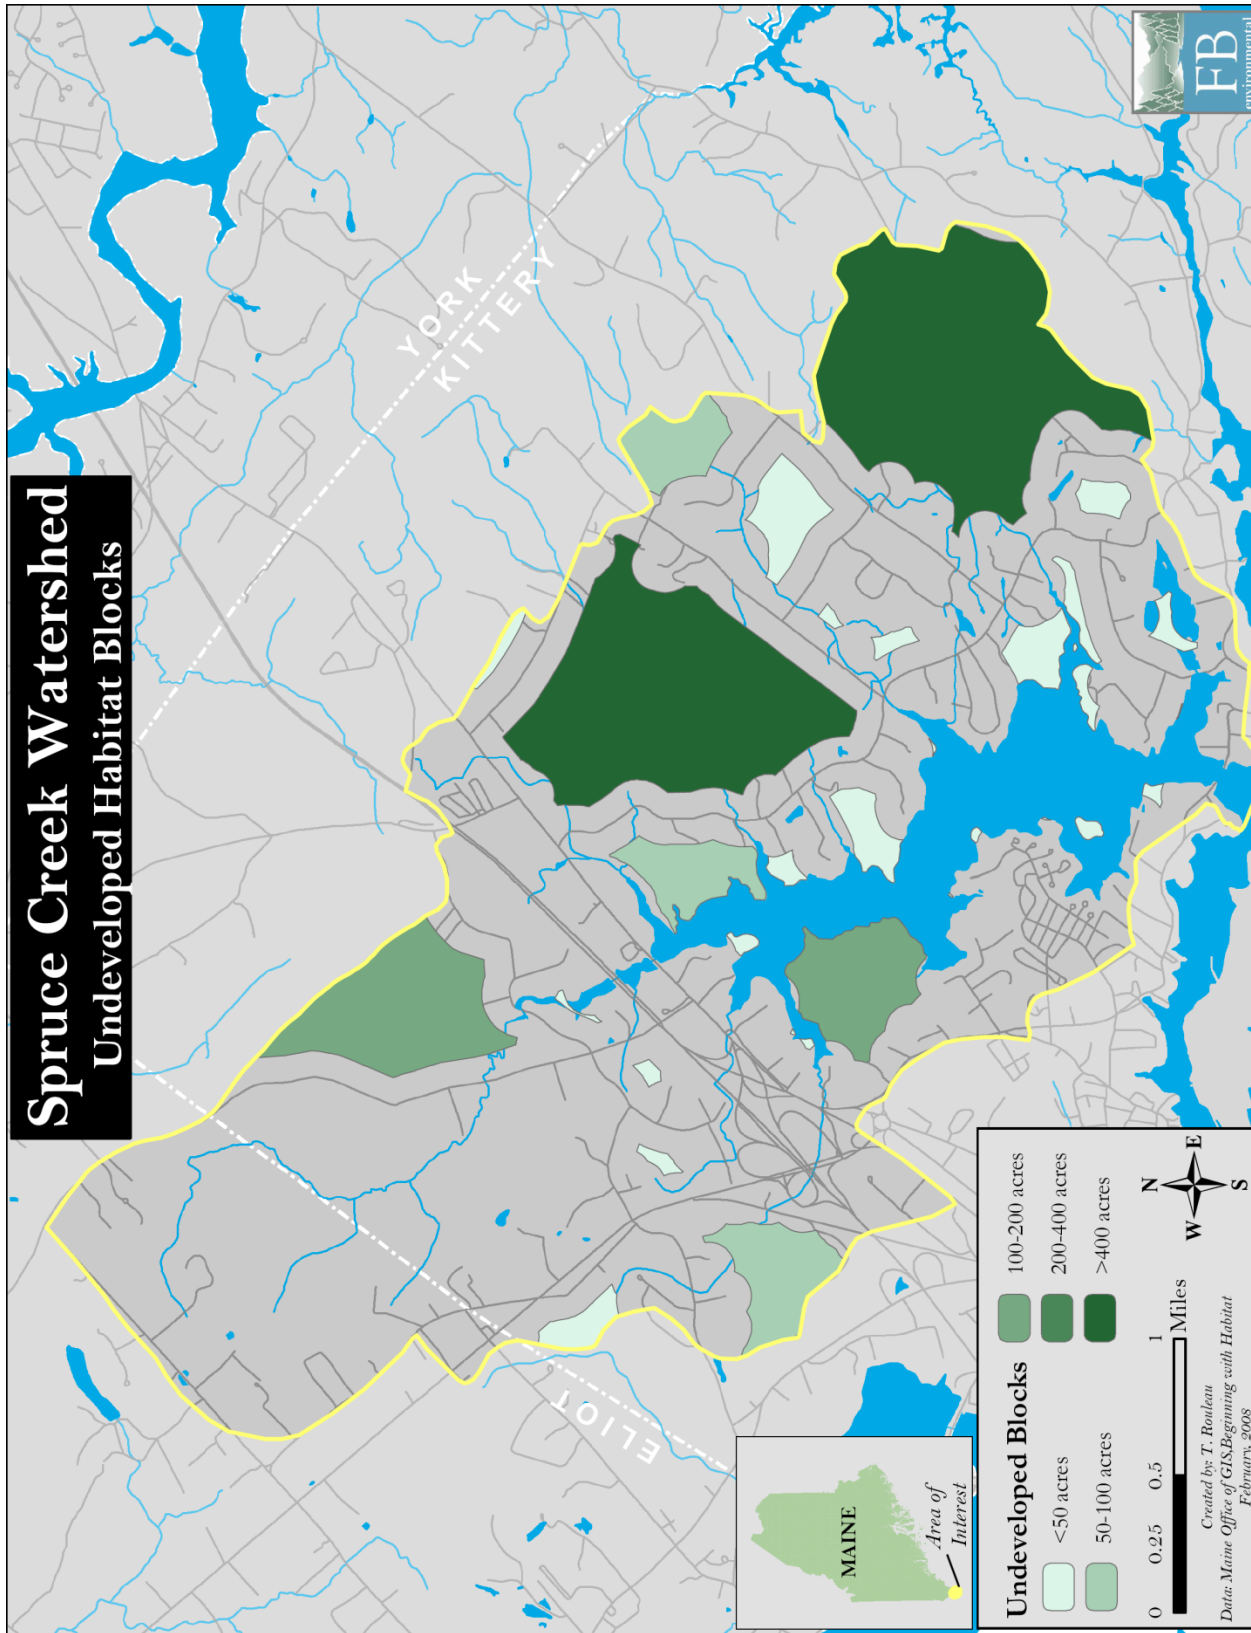 Spruce Creek Watershed
Undeveloped Habitat Blocks
YORK
KITTERY
ELIOT
MAINE
Area of
Interest
Undeveloped Blocks
<50 acres
50-100 acres
100-200 acres
200-400 acres
>400 acres
0 0.25 0.5 1
Miles
N
W E
S
Created by: T. Rouleau
Data: Maine Office of GIS,Beginning with Habitat
February, 2008
FB
environmental